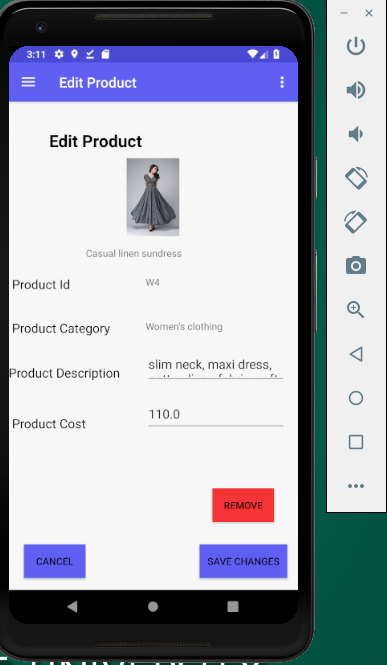 3:11
Edit Product
Edit Product
Casual linen sundress
Product Id
W4
Product Category
Women's clothing
Product Description
slim neck, maxi dress,
Product Cost
110.0
REMOVE
CANCEL
SAVE CHANGES